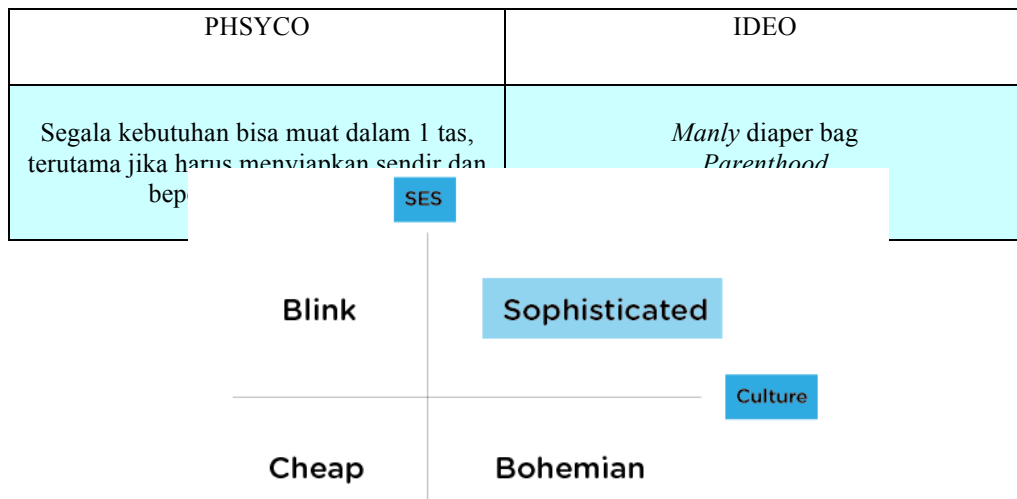 PHSYCO
IDEO
Segala kebutuhan bisa muat dalam 1 tas,
terutama jika harus menyiapkan sendir dan
Manly diaper bag
Parenthood
SES
Blink
Sophisticated
Culture
Cheap
Bohemian